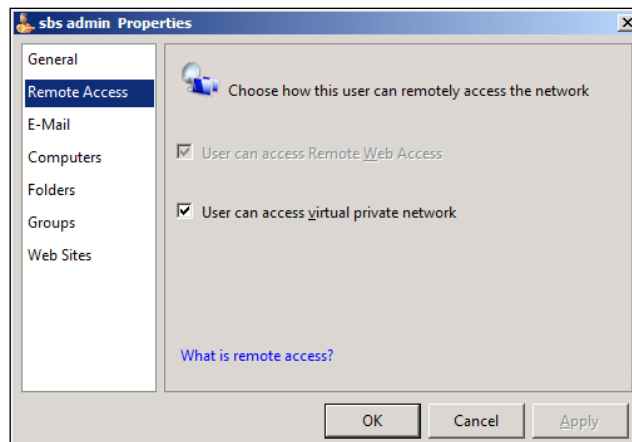 sbs admin Properties
General
Remote Access
E-Mail
Computers
Folders
Groups
Web Sites
Choose how this user can remotely access the network
User can access Remote Web Access
User can access virtual private network
What is remote access?
OK
Cancel
Apply